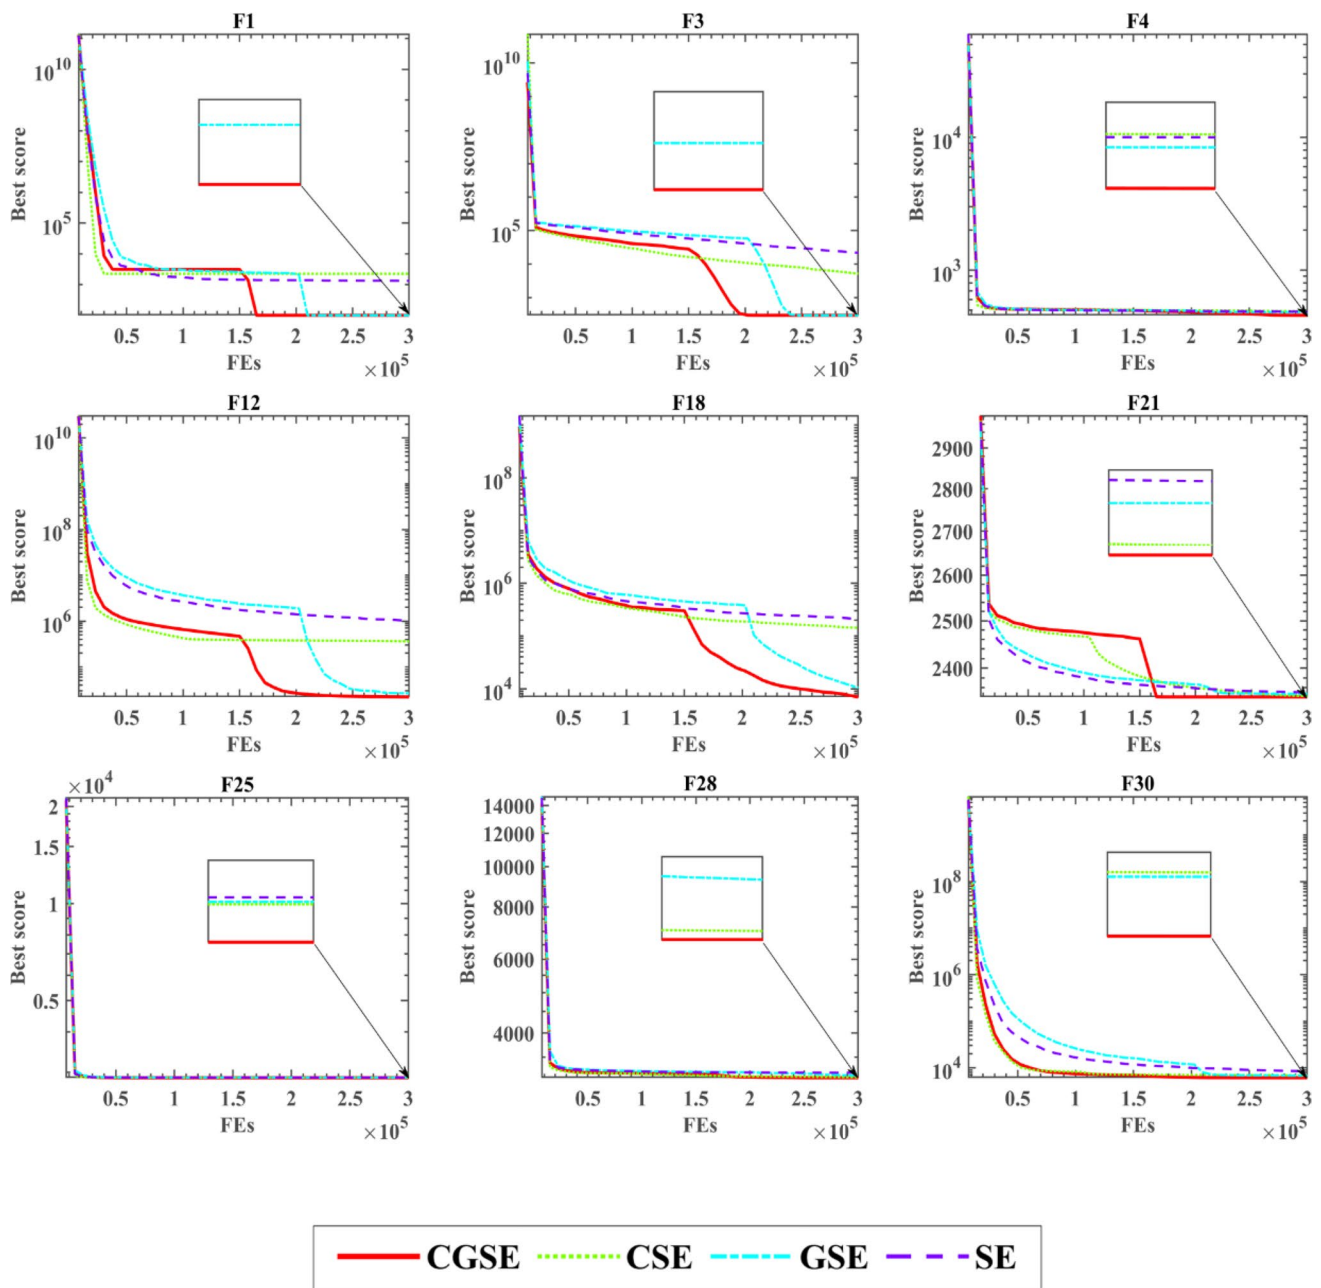 F1
Best score
10^10
10^5
0.5 1 1.5 2 2.5 3
FEs
×10^5
F3
Best score
10^10
10^5
0.5 1 1.5 2 2.5 3
FEs
×10^5
F4
Best score
10^4
10^3
0.5 1 1.5 2 2.5 3
FEs
×10^5
F12
Best score
10^10
10^8
10^6
0.5 1 1.5 2 2.5 3
FEs
×10^5
F18
Best score
10^8
10^6
10^4
0.5 1 1.5 2 2.5 3
FEs
×10^5
F21
Best score
2900
2800
2700
2600
2500
2400
0.5 1 1.5 2 2.5 3
FEs
×10^5
F25
×10^4
Best score
2
1.5
1
0.5
0.5 1 1.5 2 2.5 3
FEs
×10^5
F28
Best score
14000
12000
10000
8000
6000
4000
0.5 1 1.5 2 2.5 3
FEs
×10^5
F30
Best score
10^8
10^6
10^4
0.5 1 1.5 2 2.5 3
FEs
×10^5
CGSE CSE GSE SE